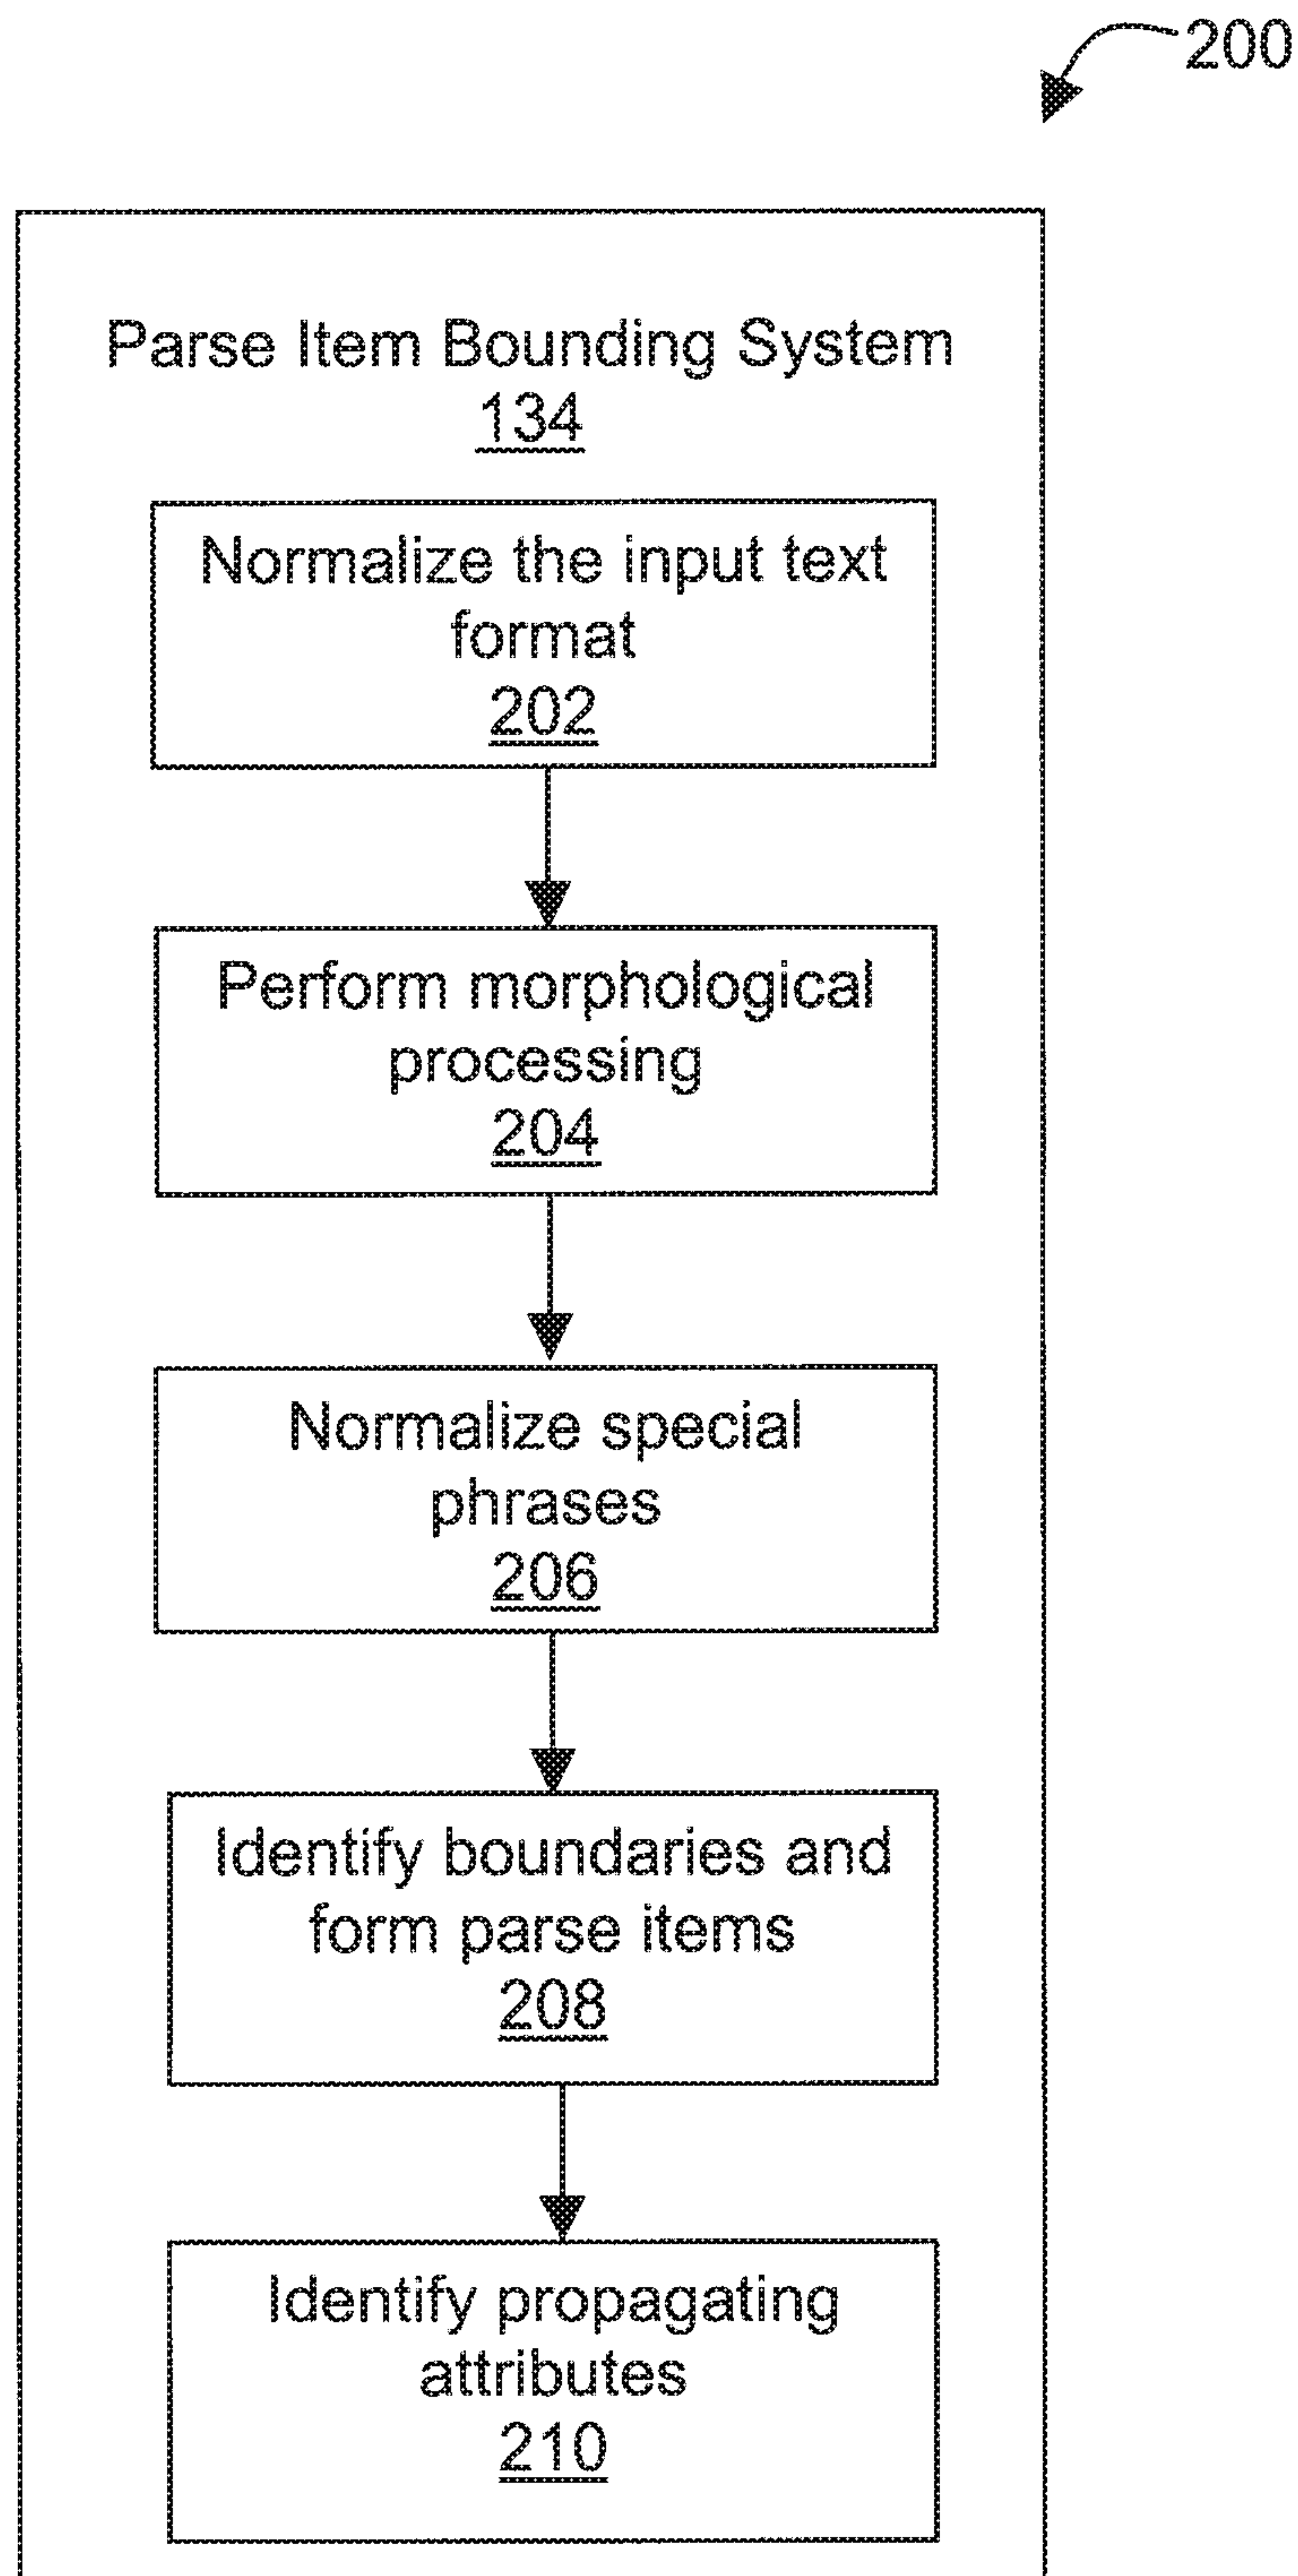 200
Parse Item Bounding System
134
Normalize the input text
format
202
Perform morphological
processing
204
Normalize special
phrases
206
Identify boundaries and
form parse items
208
Identify propagating
attributes
210